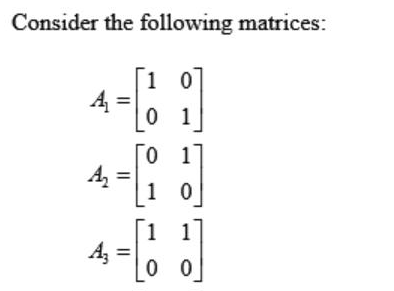 Consider the following matrices:
A₁ = [1 0
0 1]
A₂ = [0 1
1 0]
A₃ = [1 1
0 0]